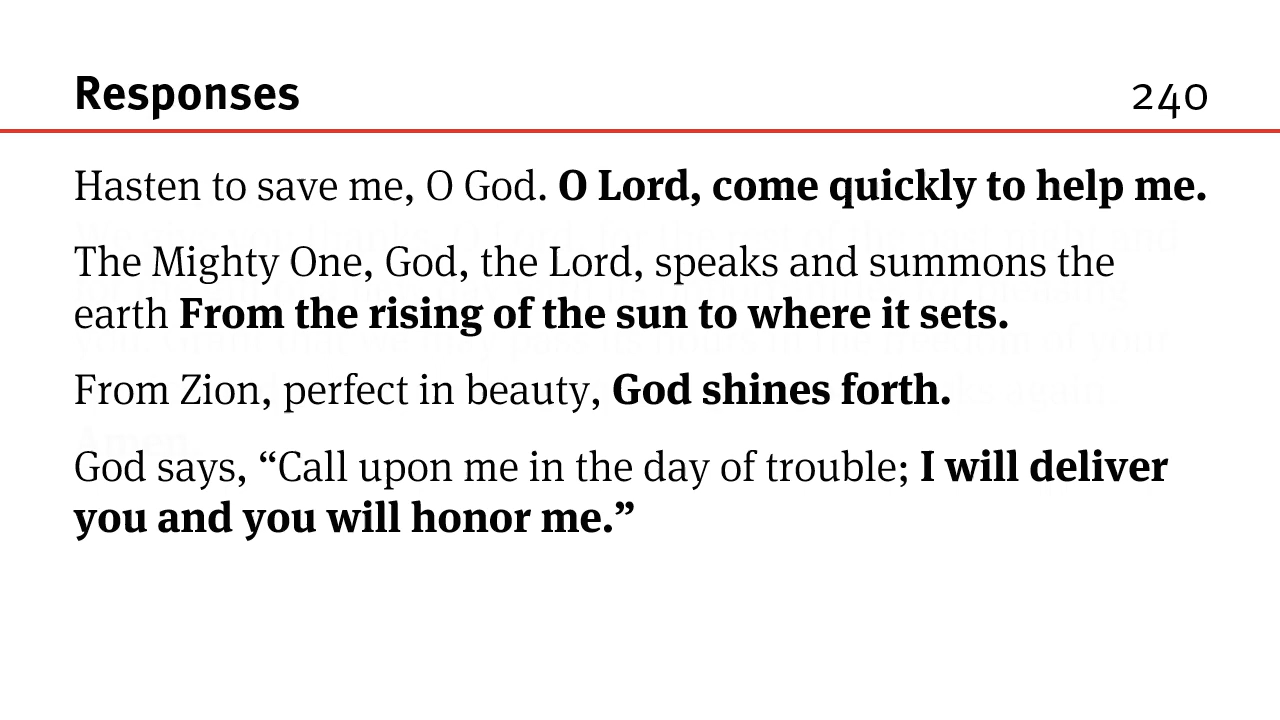 Responses 240
Hasten to save me, O God. O Lord, come quickly to help me.
The Mighty One, God, the Lord, speaks and summons the
earth From the rising of the sun to where it sets.
From Zion, perfect in beauty, God shines forth.
God says, “Call upon me in the day of trouble; I will deliver
you and you will honor me.”